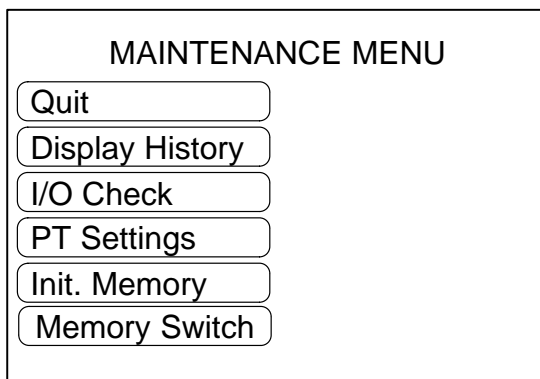 MAINTENANCE MENU
Quit
Display History
I/O Check
PT Settings
Init. Memory
Memory Switch